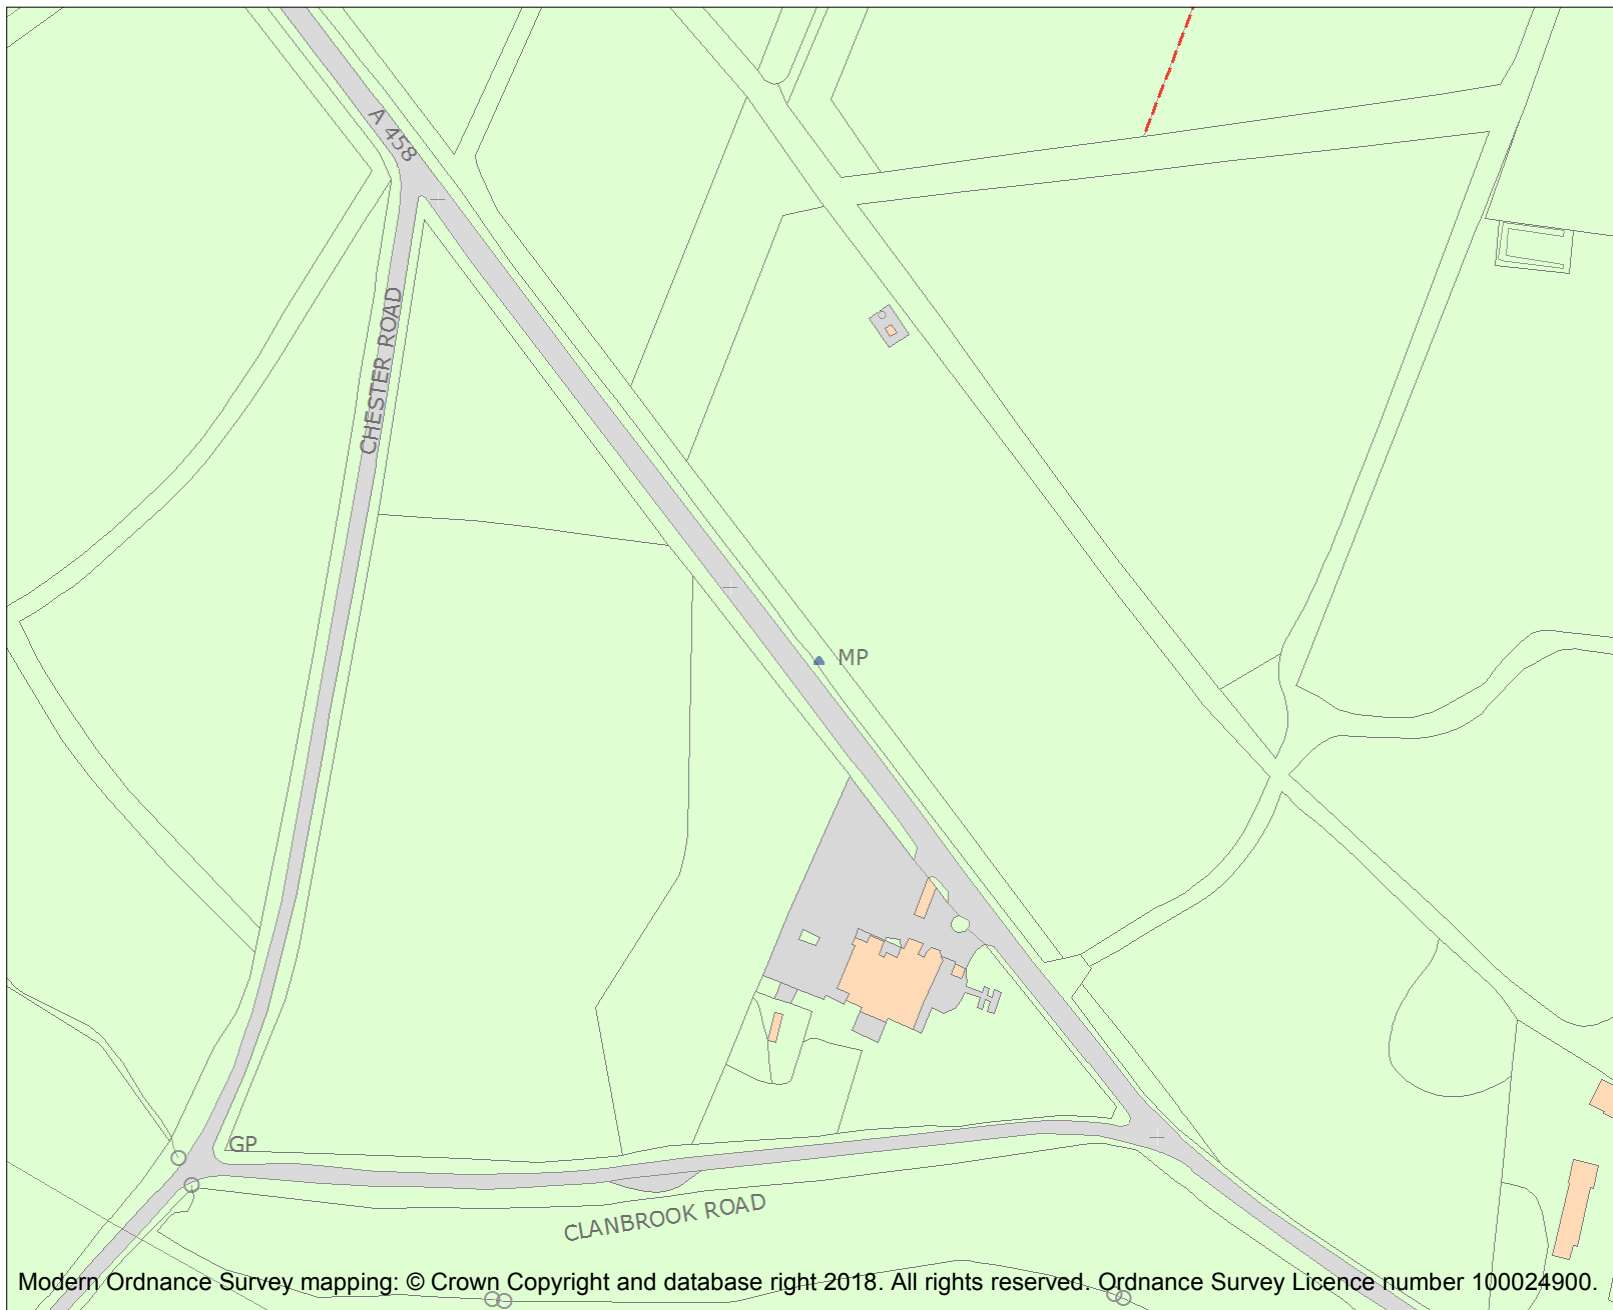 A 458
CHESTER ROAD
MP
GP
CLANBROOK ROAD
Modern Ordnance Survey mapping: © Crown Copyright and database right 2018. All rights reserved. Ordnance Survey Licence number 100024900.